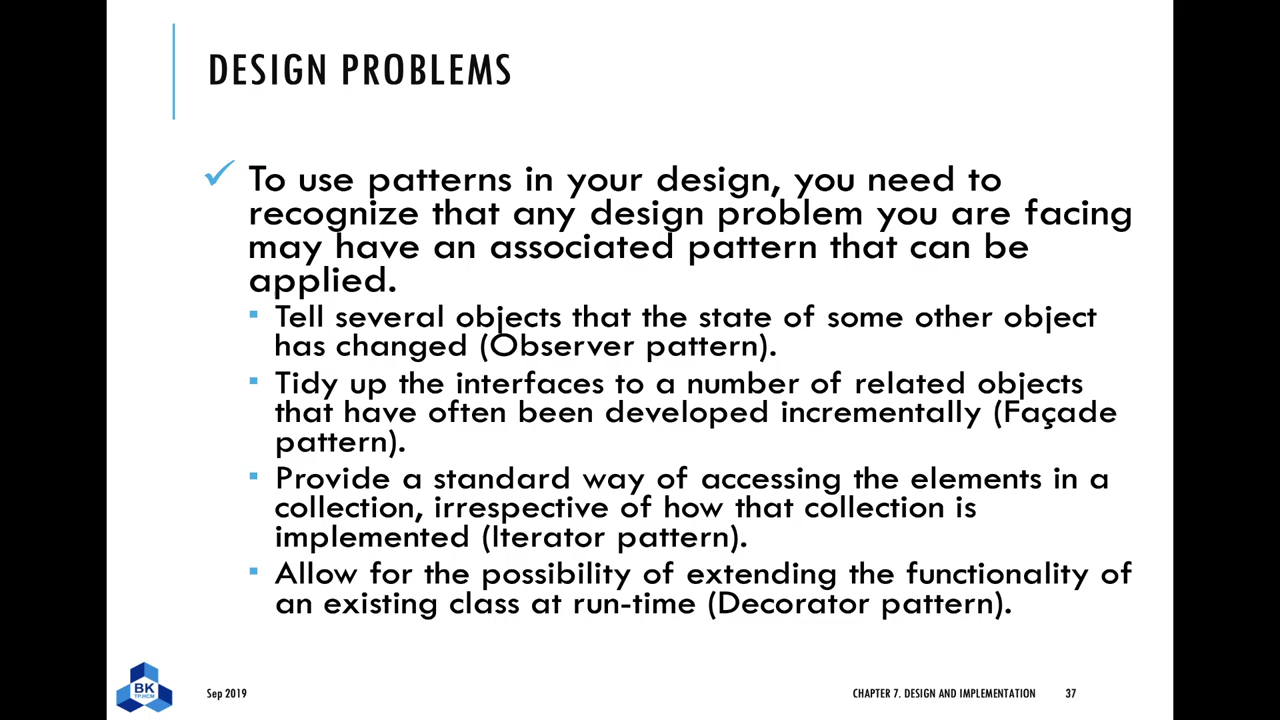 DESIGN PROBLEMS
To use patterns in your design, you need to
recognize that any design problem you are facing
may have an associated pattern that can be
applied.
Tell several objects that the state of some other object
has changed (Observer pattern).
Tidy up the interfaces to a number of related objects
that have often been developed incrementally (Façade
pattern).
Provide a standard way of accessing the elements in a
collection, irrespective of how that collection is
implemented (Iterator pattern).
Allow for the possibility of extending the functionality of
an existing class at run-time (Decorator pattern).
BK
TP.HCM
Sep 2019
CHAPTER 7. DESIGN AND IMPLEMENTATION
37